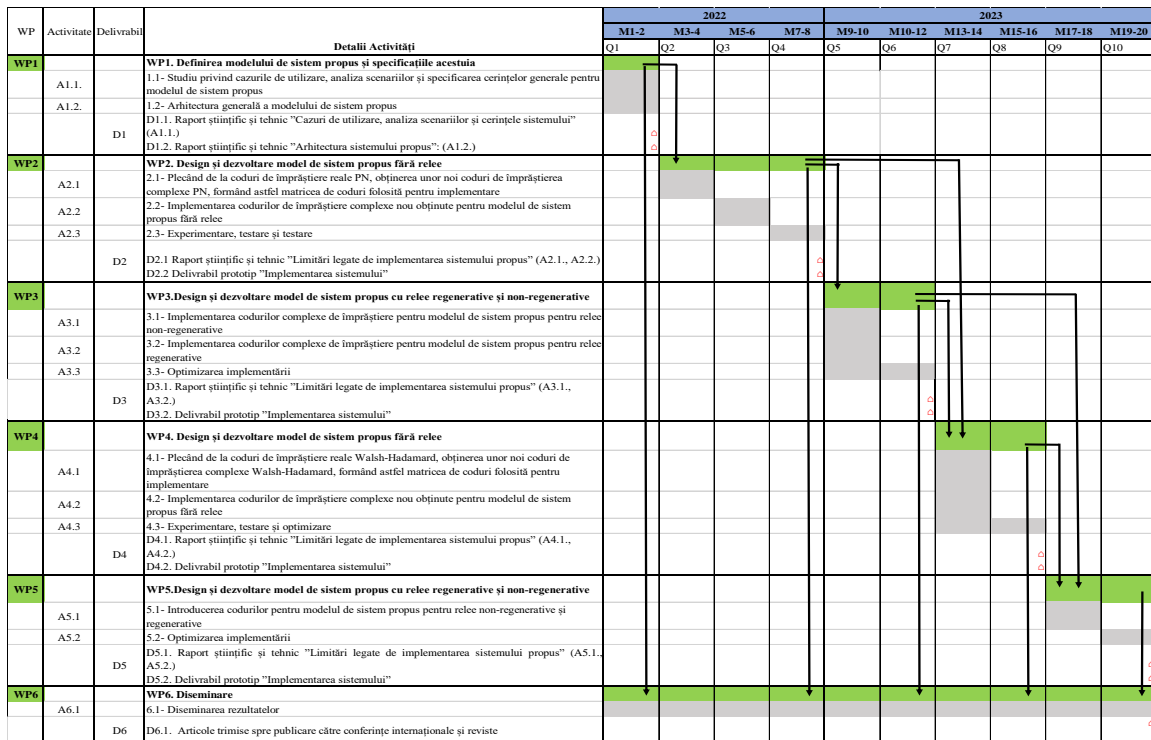 2022 2023
WP Activitate Delivrabil Detalii Activități M1-2 M3-4 M5-6 M7-8 M9-10 M10-12 M13-14 M15-16 M17-18 M19-20
Q1 Q2 Q3 Q4 Q5 Q6 Q7 Q8 Q9 Q10
WP1 WP1. Definirea modelului de sistem propus și specificațiile acestuia
A1.1. 1.1- Studiu privind cazurile de utilizare, analiza scenariilor și specificarea cerințelor generale pentru
modelul de sistem propus
A1.2. 1.2- Arhitectura generală a modelului de sistem propus
D1 D1.1. Raport științific și tehnic "Cazuri de utilizare, analiza scenariilor și cerințele sistemului"
(A1.1.)
D1.2. Raport științific și tehnic "Arhitectura sistemului propus": (A1.2.)
WP2 WP2. Design și dezvoltare model de sistem propus fără relee
A2.1 2.1- Plecând de la coduri de împrăștiere reale PN, obținerea unor noi coduri de împrăștierea
complexe PN, formând astfel matricea de coduri folosită pentru implementare
A2.2 2.2- Implementarea codurilor de împrăștiere complexe nou obținute pentru modelul de sistem
propus fără relee
A2.3 2.3- Experimentare, testare și testare
D2 D2.1 Raport științific și tehnic "Limitări legate de implementarea sistemului propus" (A2.1., A2.2.)
D2.2 Delivrabil prototip "Implementarea sistemului"
WP3 WP3.Design și dezvoltare model de sistem propus cu relee regenerative și non-regenerative
A3.1 3.1- Implementarea codurilor complexe de împrăștiere pentru modelul de sistem propus pentru relee
non-regenerative
A3.2 3.2- Implementarea codurilor complexe de împrăștiere pentru modelul de sistem propus pentru relee
regenerative
A3.3 3.3- Optimizarea implementării
D3 D3.1. Raport științific și tehnic "Limitări legate de implementarea sistemului propus" (A3.1.,
A3.2.)
D3.2. Delivrabil prototip "Implementarea sistemului"
WP4 WP4. Design și dezvoltare model de sistem propus fără relee
A4.1 4.1- Plecând de la coduri de împrăștiere reale Walsh-Hadamard, obținerea unor noi coduri de
împrăștierea complexe Walsh-Hadamard, formând astfel matricea de coduri folosită pentru
implementare
A4.2 4.2- Implementarea codurilor de împrăștiere complexe nou obținute pentru modelul de sistem
propus fără relee
A4.3 4.3- Experimentare, testare și optimizare
D4 D4.1. Raport științific și tehnic "Limitări legate de implementarea sistemului propus" (A4.1.,
A4.2.)
D4.2. Delivrabil prototip "Implementarea sistemului"
WP5 WP5.Design și dezvoltare model de sistem propus cu relee regenerative și non-regenerative
A5.1 5.1- Introducerea codurilor pentru modelul de sistem propus pentru relee non-regenerative și
regenerative
A5.2 5.2- Optimizarea implementării
D5 D5.1. Raport științific și tehnic "Limitări legate de implementarea sistemului propus" (A5.1.,
A5.2.)
D5.2. Delivrabil prototip "Implementarea sistemului"
WP6 WP6. Diseminare
A6.1 6.1- Diseminarea rezultatelor
D6 D6.1. Articole trimise spre publicare către conferințe internaționale și reviste